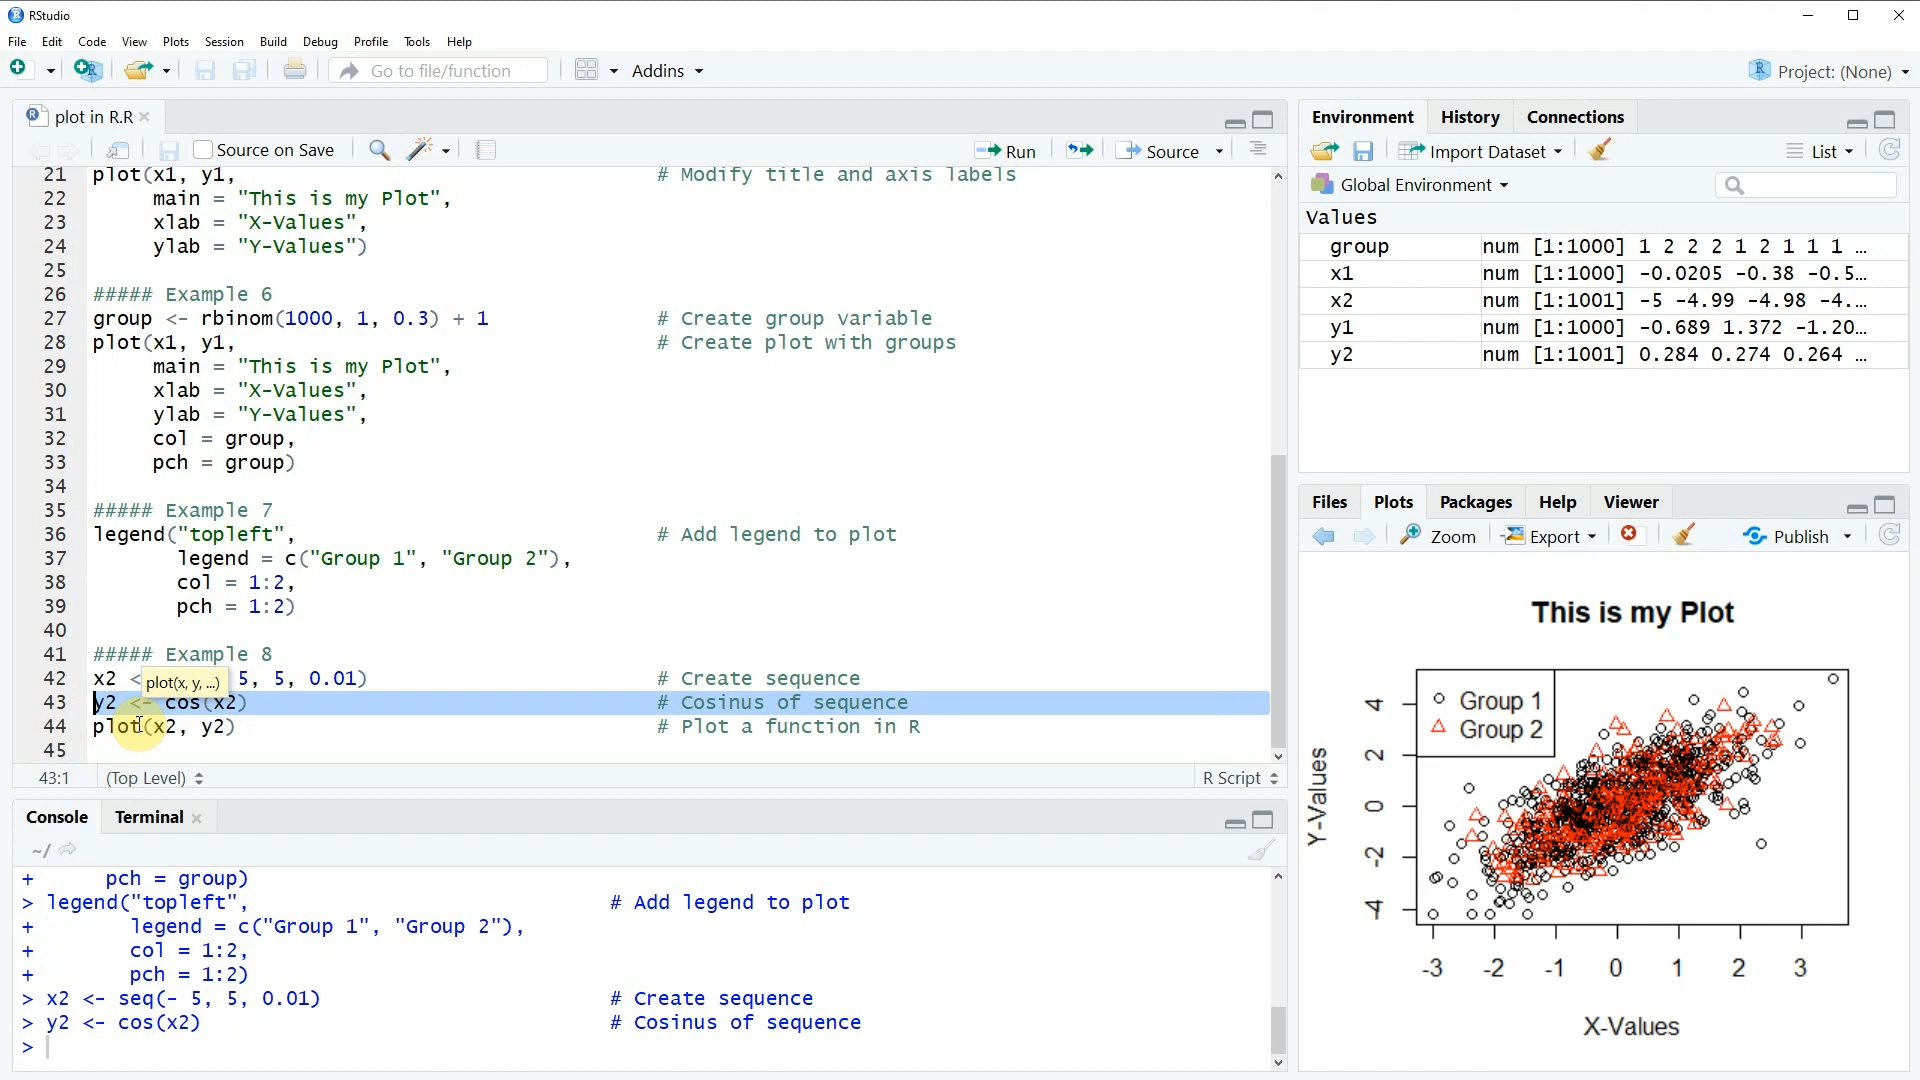 RStudio
File Edit Code View Plots Session Build Debug Profile Tools Help
Go to file/function Addins Project: (None)
plot in R.R
Source on Save Run Source
21 plot(x1, y1, # Modify title and axis labels
22 main = "This is my Plot",
23 xlab = "X-Values",
24 ylab = "Y-Values")
25
26 ##### Example 6
27 group <- rbinom(1000, 1, 0.3) + 1 # Create group variable
28 plot(x1, y1, # Create plot with groups
29 main = "This is my Plot",
30 xlab = "X-Values",
31 ylab = "Y-Values",
32 col = group,
33 pch = group)
34
35 ##### Example 7
36 legend("topleft", # Add legend to plot
37 legend = c("Group 1", "Group 2"),
38 col = 1:2,
39 pch = 1:2)
40
41 ##### Example 8
42 x2 < 5, 5, 0.01) # Create sequence
plot(x, y, ...)
43 y2 <- cos(x2) # Cosinus of sequence
44 plot(x2, y2) # Plot a function in R
45
43:1 (Top Level) R Script
Console Terminal
~/
+ pch = group)
> legend("topleft", # Add legend to plot
+ legend = c("Group 1", "Group 2"),
+ col = 1:2,
+ pch = 1:2)
> x2 <- seq(- 5, 5, 0.01) # Create sequence
> y2 <- cos(x2) # Cosinus of sequence
>
Environment History Connections
Import Dataset List
Global Environment
Values
group num [1:1000] 1 2 2 2 1 2 1 1 1 ...
x1 num [1:1000] -0.0205 -0.38 -0.5...
x2 num [1:1001] -5 -4.99 -4.98 -4....
y1 num [1:1000] -0.689 1.372 -1.20...
y2 num [1:1001] 0.284 0.274 0.264 ...
Files Plots Packages Help Viewer
Zoom Export Publish
This is my Plot
Group 1
Group 2
Y-Values
4
2
0
-2
-4
-3 -2 -1 0 1 2 3
X-Values